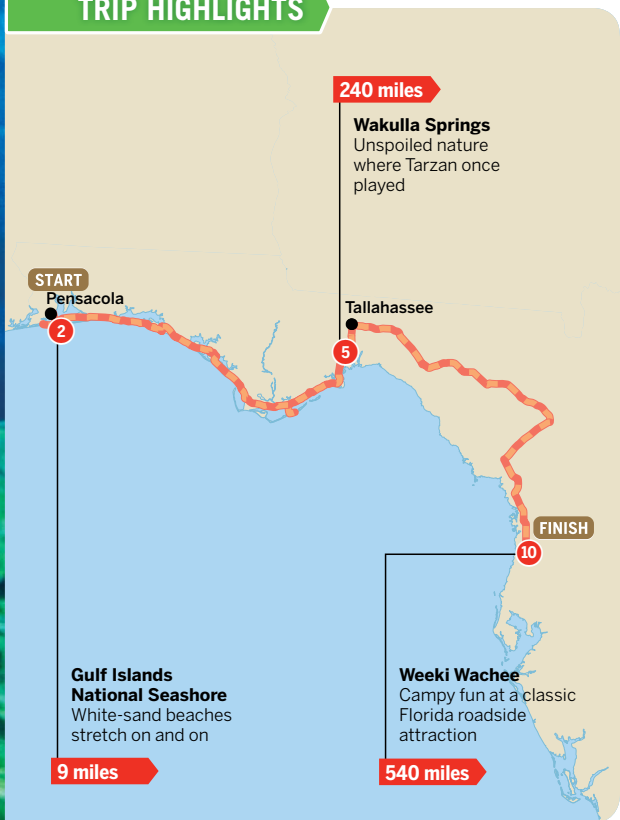 TRIP HIGHLIGHTS
240 miles
Wakulla Springs
Unspoiled nature
where Tarzan once
played
START
Pensacola
2
Tallahassee
5
FINISH
10
Gulf Islands
National Seashore
White-sand beaches
stretch on and on
9 miles
Weeki Wachee
Campy fun at a classic
Florida roadside
attraction
540 miles